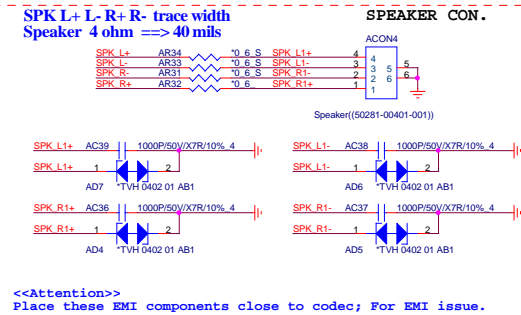 SPK L+ L- R+ R- trace width
Speaker 4 ohm ==> 40 mils
SPEAKER CON.
ACON4
SPK_L+ AR34 *0_6_S SPK_L1+ 4
SPK_L- AR33 *0_6_S SPK_L1- 3
SPK_R- AR31 *0_6_S SPK_R1- 2
SPK_R+ AR32 *0_6_ SPK_R1+ 1
4
3 5 5
2 6 6
1
Speaker((50281-00401-001))
SPK_L1+ AC39 1000P/50V/X7R/10%_4
SPK_L1+ 1 2
AD7 *TVH 0402 01 AB1
SPK_L1- AC38 1000P/50V/X7R/10%_4
SPK_L1- 1 2
AD6 *TVH 0402 01 AB1
SPK_R1+ AC36 1000P/50V/X7R/10%_4
SPK_R1+ 1 2
AD4 *TVH 0402 01 AB1
SPK_R1- AC37 1000P/50V/X7R/10%_4
SPK_R1- 1 2
AD5 *TVH 0402 01 AB1
<<Attention>>
Place these EMI components close to codec; For EMI issue.